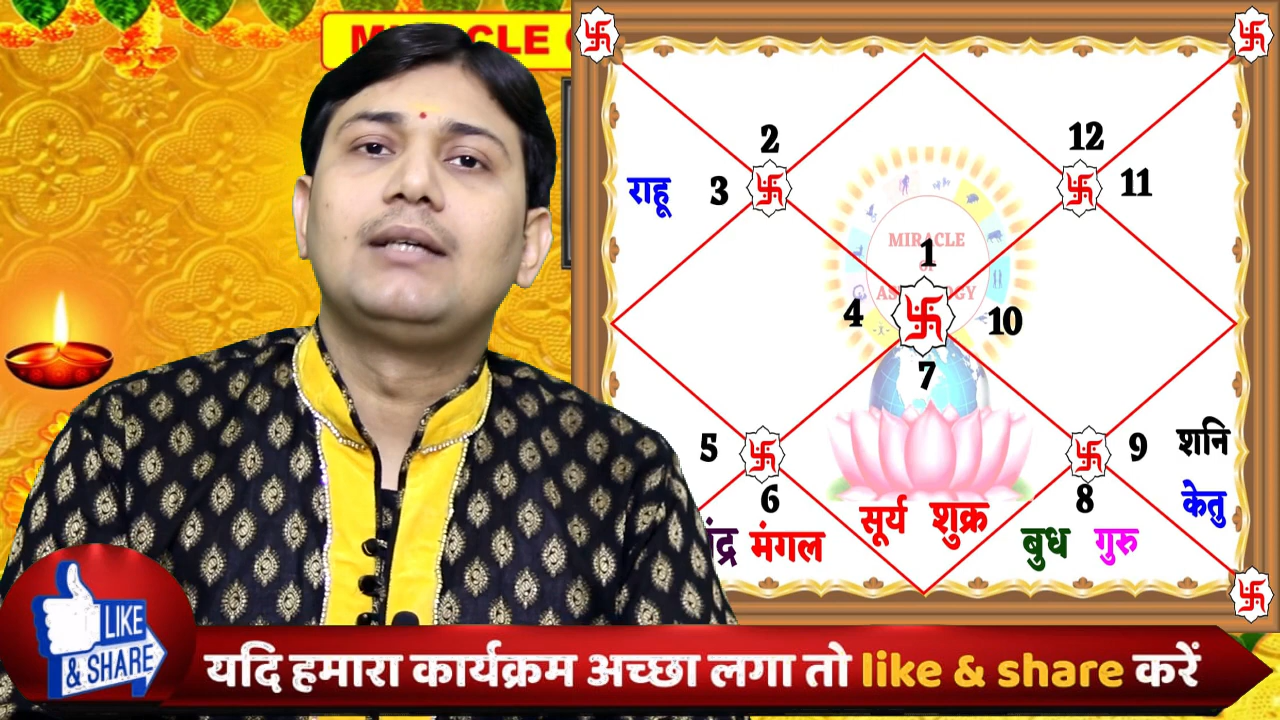 2
12
राहू
3
11
MIRACLE
1
4
10
7
5
9
शनि
6
8
केतु
मंगल
सूर्य शुक्र
बुध
गुरु
LIKE
& SHARE
यदि हमारा कार्यक्रम अच्छा लगा तो like & share करें